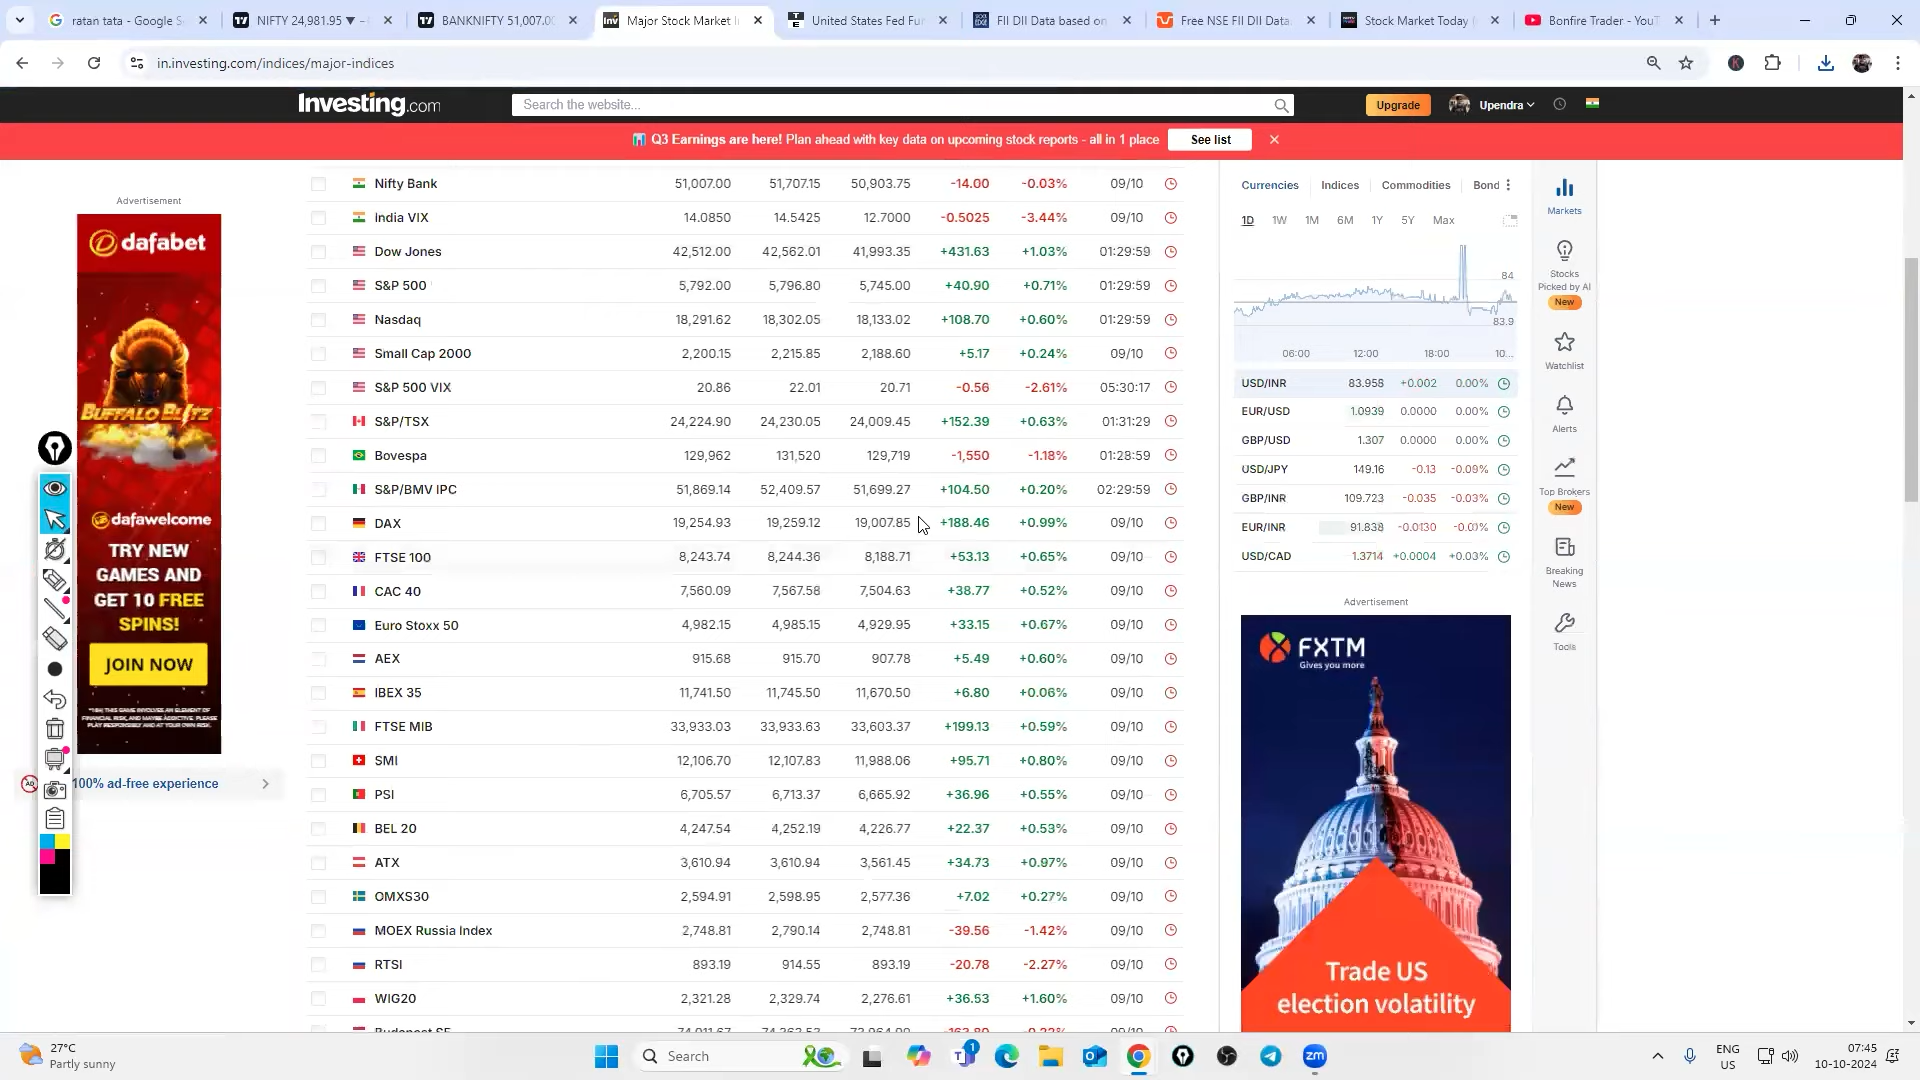 ratan tata - Google S
NIFTY 24,981.95 ▼ −
BANKNIFTY 51,007.00
Major Stock Market I
United States Fed Fu
FII DII Data based on
Free NSE FII DII Data
Stock Market Today
Bonfire Trader - YouT
in.investing.com/indices/major-indices
Investing.com
Search the website...
Upgrade
Upendra
Q3 Earnings are here! Plan ahead with key data on upcoming stock reports - all in 1 place
See list
Nifty Bank 51,007.00 51,707.15 50,903.75 -14.00 -0.03% 09/10
India VIX 14.0850 14.5425 12.7000 -0.5025 -3.44% 09/10
Dow Jones 42,512.00 42,562.01 41,993.35 +431.63 +1.03% 01:29:59
S&P 500 5,792.00 5,796.80 5,745.00 +40.90 +0.71% 01:29:59
Nasdaq 18,291.62 18,302.05 18,133.02 +108.70 +0.60% 01:29:59
Small Cap 2000 2,200.15 2,215.85 2,188.60 +5.17 +0.24% 09/10
S&P 500 VIX 20.86 22.01 20.71 -0.56 -2.61% 05:30:17
S&P/TSX 24,224.90 24,230.05 24,009.45 +152.39 +0.63% 01:31:29
Bovespa 129,962 131,520 129,719 -1,550 -1.18% 01:28:59
S&P/BMV IPC 51,869.14 52,409.57 51,699.27 +104.50 +0.20% 02:29:59
DAX 19,254.93 19,259.12 19,007.85 +188.46 +0.99% 09/10
FTSE 100 8,243.74 8,244.36 8,188.71 +53.13 +0.65% 09/10
CAC 40 7,560.09 7,567.58 7,504.63 +38.77 +0.52% 09/10
Euro Stoxx 50 4,982.15 4,985.15 4,929.95 +33.15 +0.67% 09/10
AEX 915.68 915.70 907.78 +5.49 +0.60% 09/10
IBEX 35 11,741.50 11,745.50 11,670.50 +6.80 +0.06% 09/10
FTSE MIB 33,933.03 33,933.63 33,603.37 +199.13 +0.59% 09/10
SMI 12,106.70 12,107.83 11,988.06 +95.71 +0.80% 09/10
PSI 6,705.57 6,713.37 6,665.92 +36.96 +0.55% 09/10
BEL 20 4,247.54 4,252.19 4,226.77 +22.37 +0.53% 09/10
ATX 3,610.94 3,610.94 3,561.45 +34.73 +0.97% 09/10
OMXS30 2,594.91 2,598.95 2,577.36 +7.02 +0.27% 09/10
MOEX Russia Index 2,748.81 2,790.14 2,748.81 -39.56 -1.42% 09/10
RTSI 893.19 914.55 893.19 -20.78 -2.27% 09/10
WIG20 2,321.28 2,329.74 2,276.61 +36.53 +1.60% 09/10
Advertisement
dafabet
BUFFALO BLITZ
dafawelcome
TRY NEW
GAMES AND
GET 10 FREE
SPINS!
JOIN NOW
100% ad-free experience
Currencies Indices Commodities Bond
1D 1W 1M 6M 1Y 5Y Max
84
83.9
06:00 12:00 18:00 10...
USD/INR 83.958 +0.002 0.00%
EUR/USD 1.0939 0.0000 0.00%
GBP/USD 1.307 0.0000 0.00%
USD/JPY 149.16 -0.13 -0.09%
GBP/INR 109.723 -0.035 -0.03%
EUR/INR 91.838 -0.0130 -0.01%
USD/CAD 1.3714 +0.0004 +0.03%
Advertisement
FXTM
Gives you more
Trade US
election volatility
Markets
Stocks
Picked by AI
New
Watchlist
Alerts
Top Brokers
New
Breaking
News
Tools
27°C
Partly sunny
Search
1
zm
ENG
US
07:45
10-10-2024